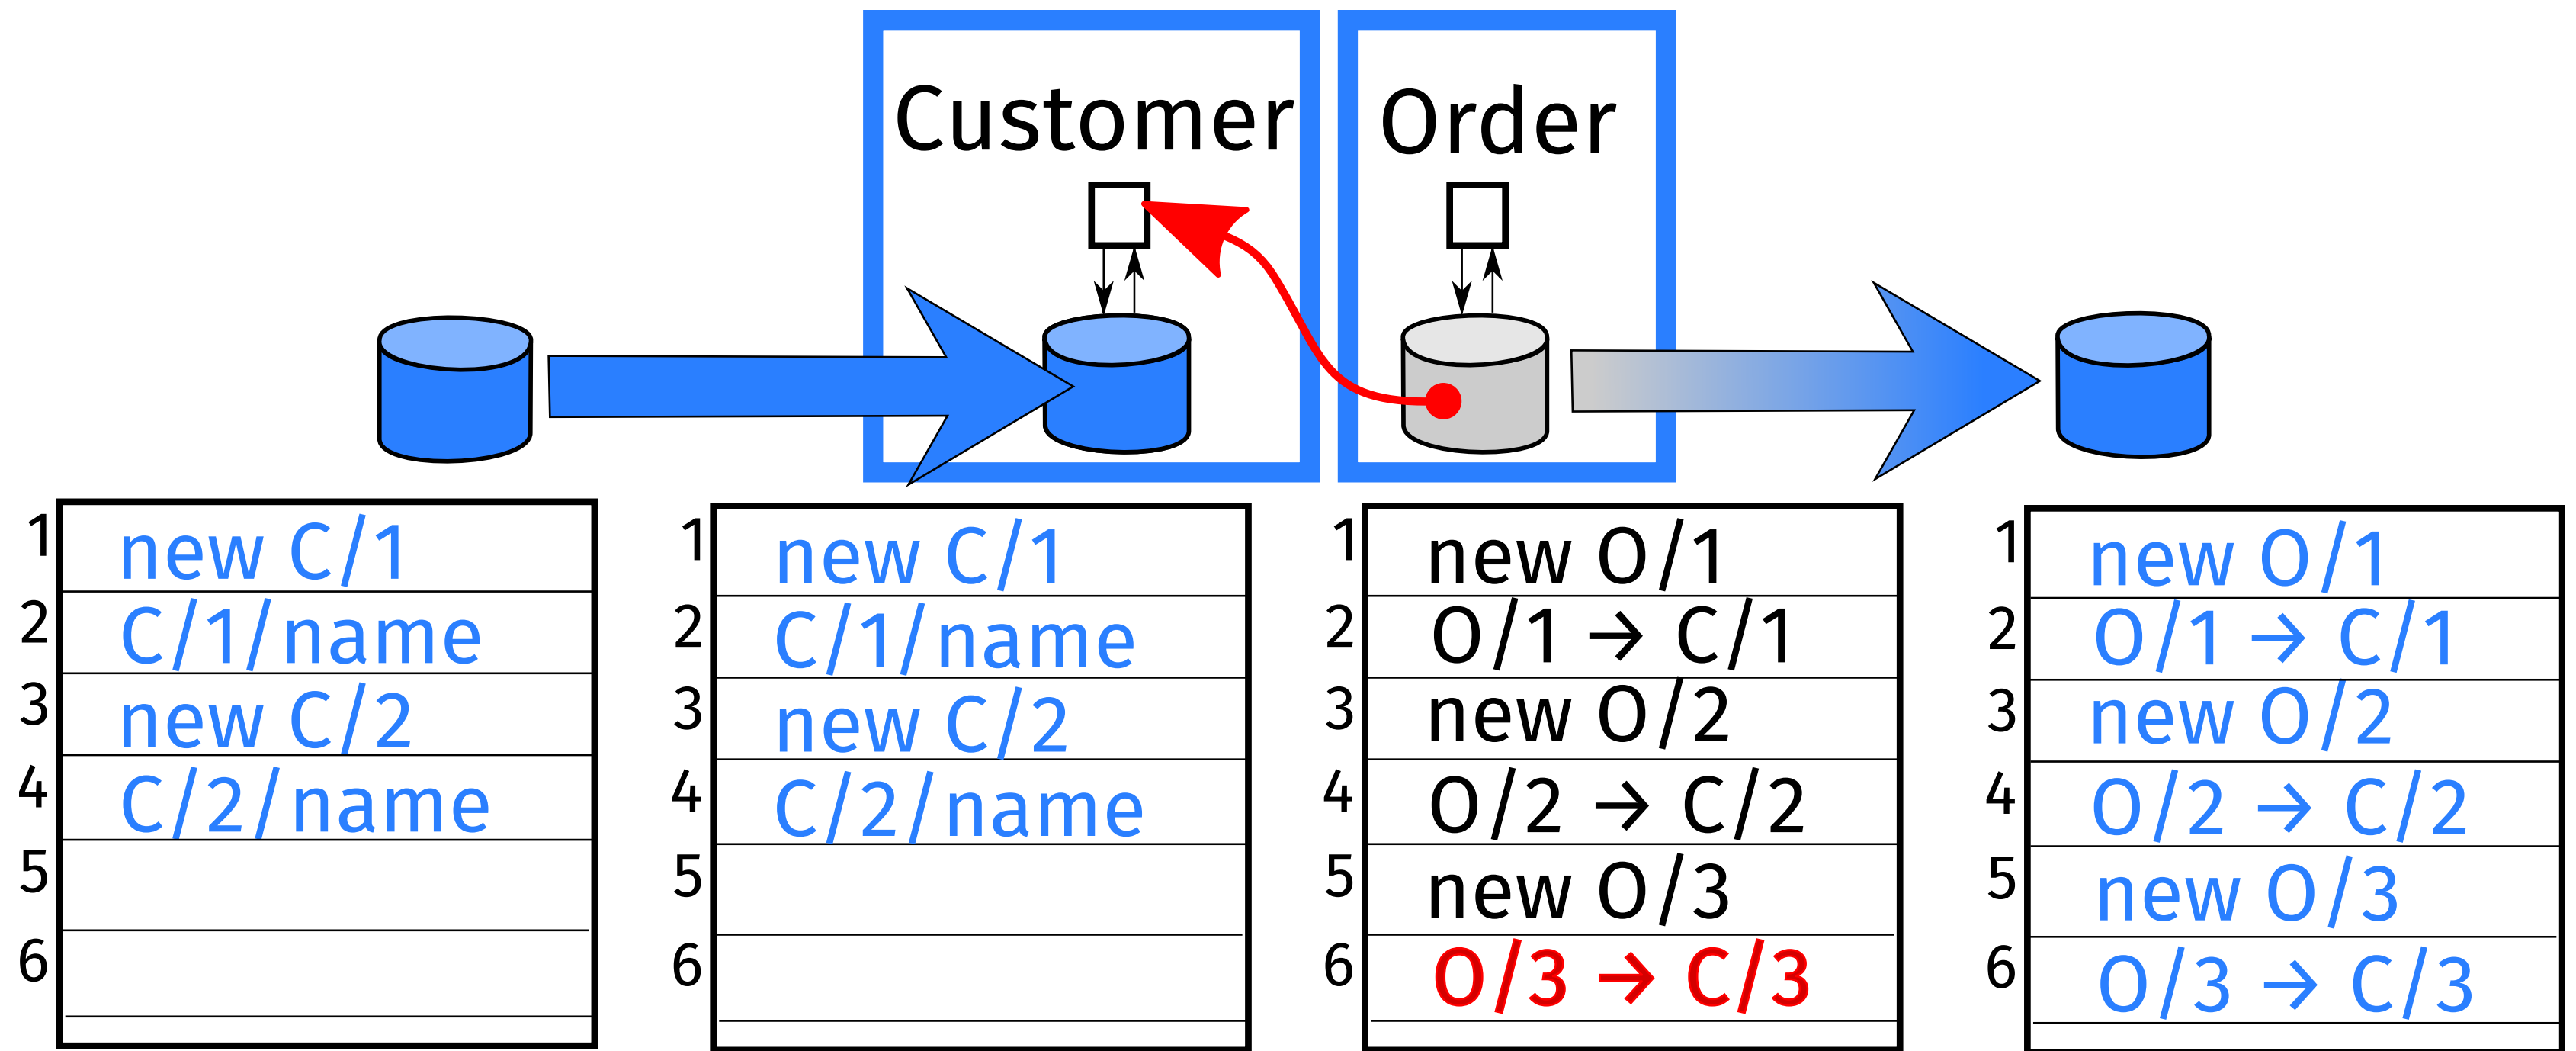 Customer
Order
1 new C/1
2 C/1/name
3 new C/2
4 C/2/name
5
6
1 new C/1
2 C/1/name
3 new C/2
4 C/2/name
5
6
1 new O/1
2 O/1 → C/1
3 new O/2
4 O/2 → C/2
5 new O/3
6 O/3 → C/3
1 new O/1
2 O/1 → C/1
3 new O/2
4 O/2 → C/2
5 new O/3
6 O/3 → C/3